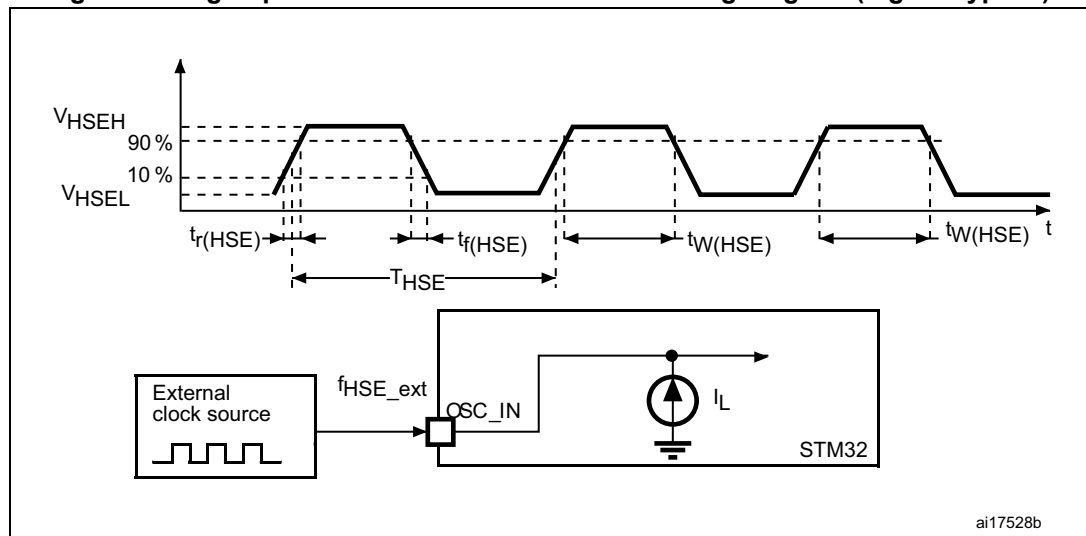 VHSEH
90 %
10 %
VHSEL
tr(HSE)
tf(HSE)
tW(HSE)
tW(HSE)
t
THSE
External
clock source
fHSE_ext
OSC_IN
IL
STM32
ai17528b